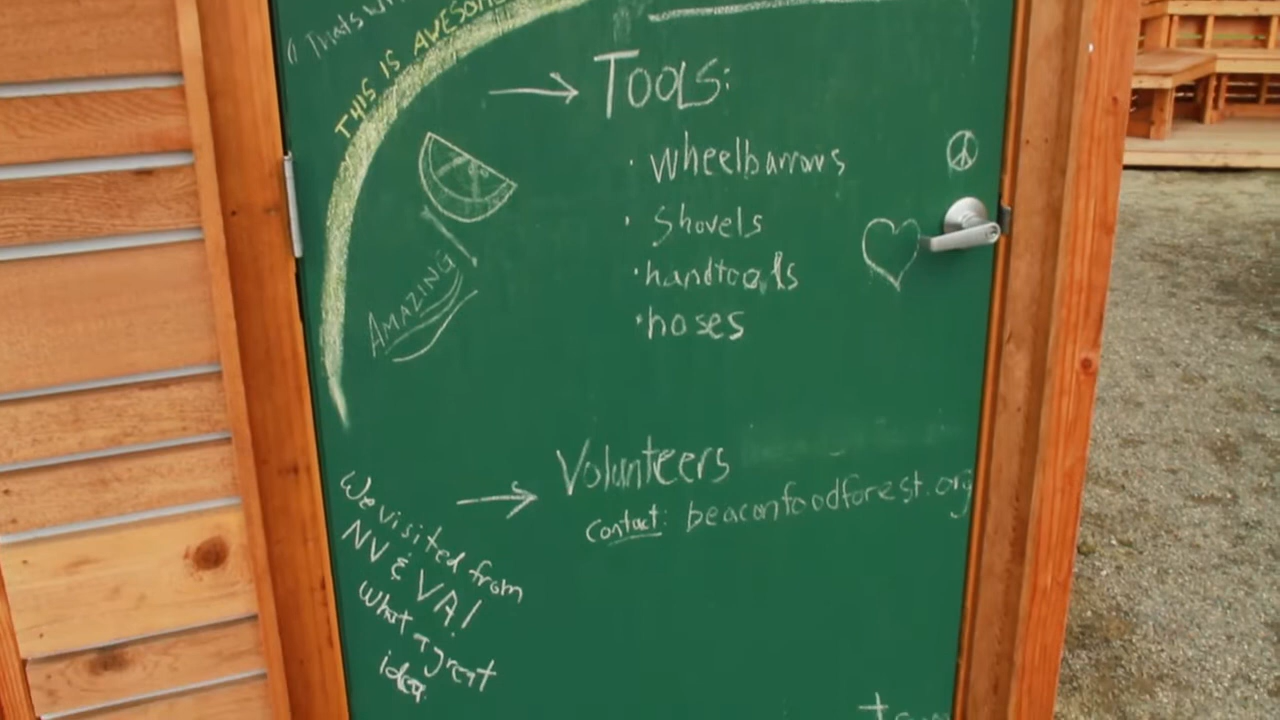 THIS IS AWESOME
→ TOOLS:
· Wheelbarrows
· Shovels
· handtools
· hoses
AMAZING
→ Volunteers
Contact: beaconfoodforest.org
We visited from
NV & VA!
What a great
idea.